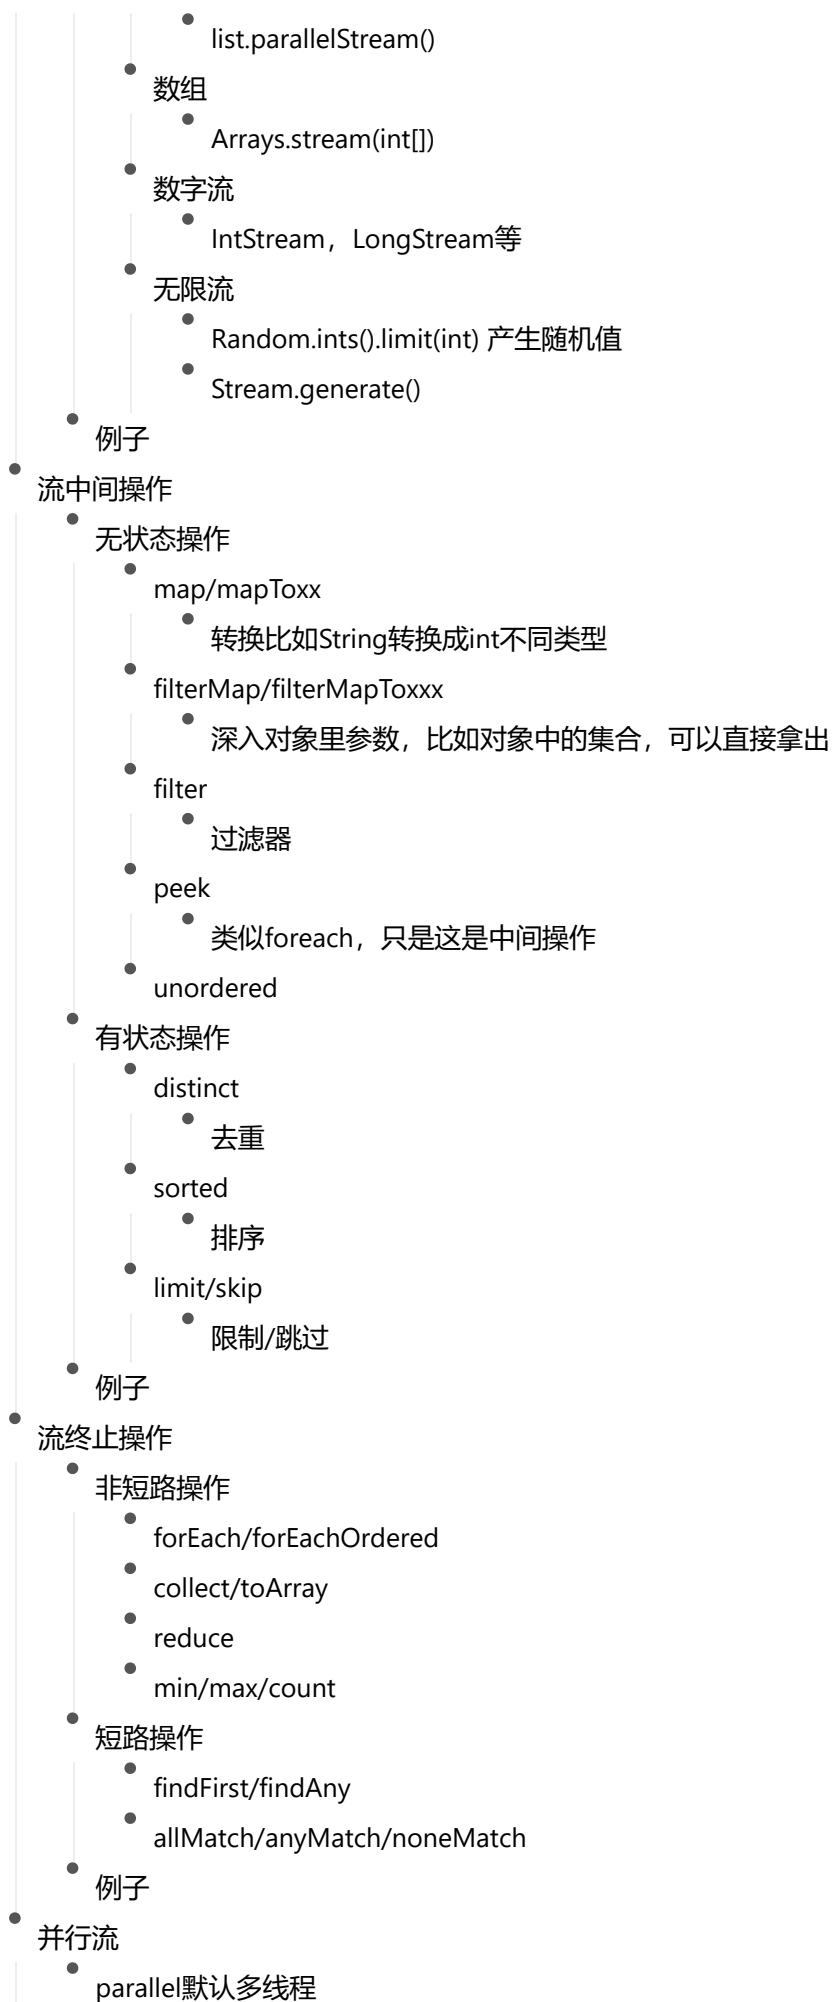 list.parallelStream()
数组
Arrays.stream(int[])
数字流
IntStream，LongStream等
无限流
Random.ints().limit(int) 产生随机值
Stream.generate()
例子
流中间操作
无状态操作
map/mapToxx
转换比如String转换成int不同类型
filterMap/filterMapToxxx
深入对象里参数，比如对象中的集合，可以直接拿出
filter
过滤器
peek
类似foreach，只是这是中间操作
unordered
有状态操作
distinct
去重
sorted
排序
limit/skip
限制/跳过
例子
流终止操作
非短路操作
forEach/forEachOrdered
collect/toArray
reduce
min/max/count
短路操作
findFirst/findAny
allMatch/anyMatch/noneMatch
例子
并行流
parallel默认多线程